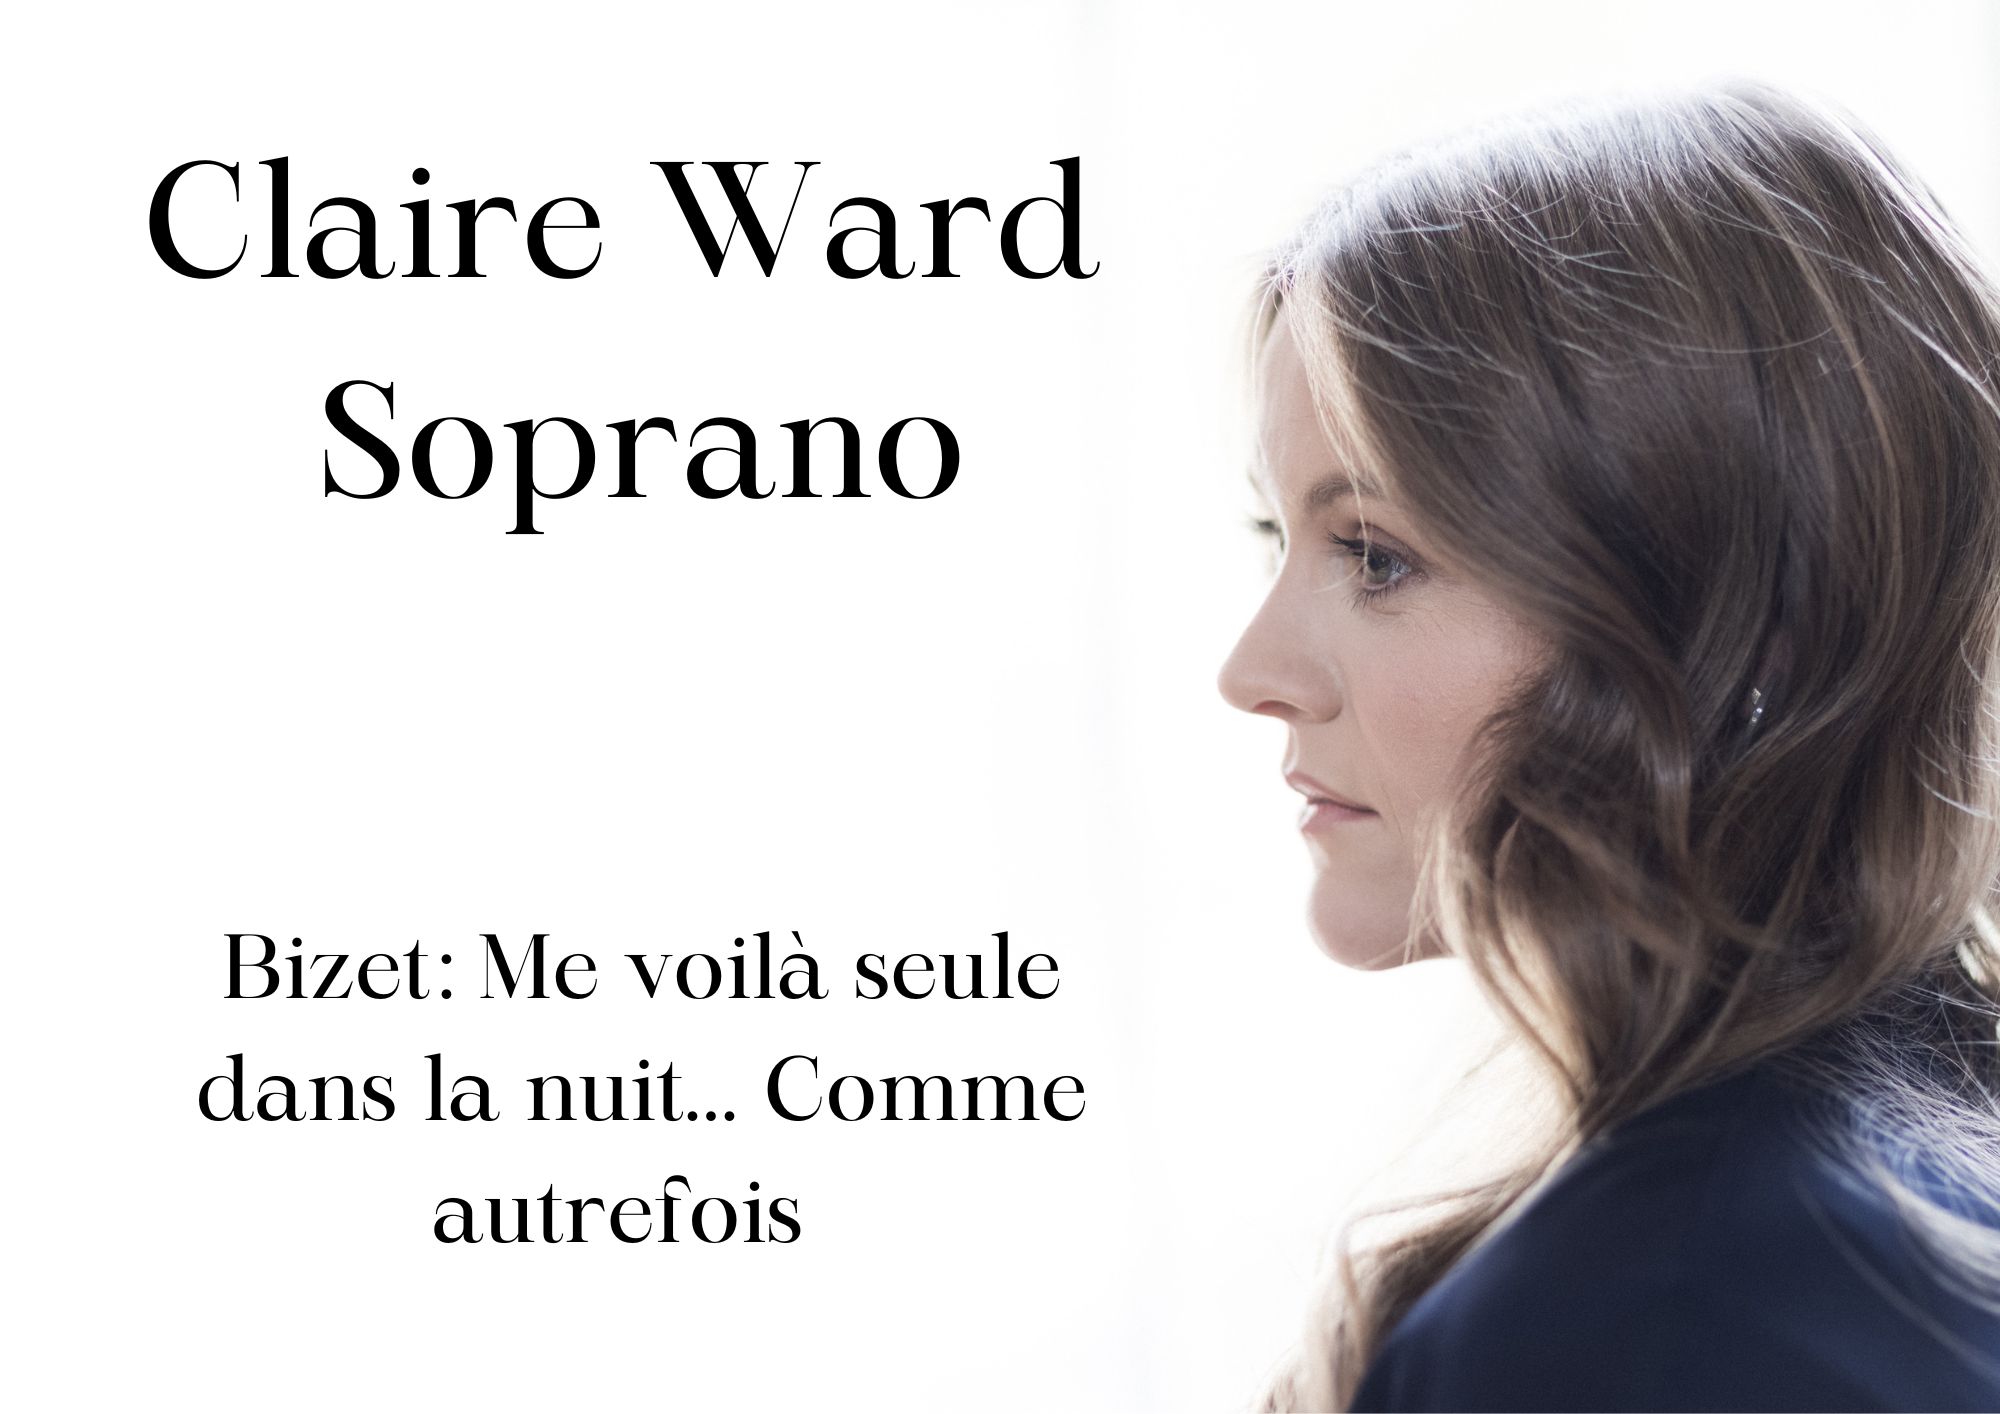 Claire Ward
Soprano
Bizet: Me voilà seule
dans la nuit... Comme
autrefois